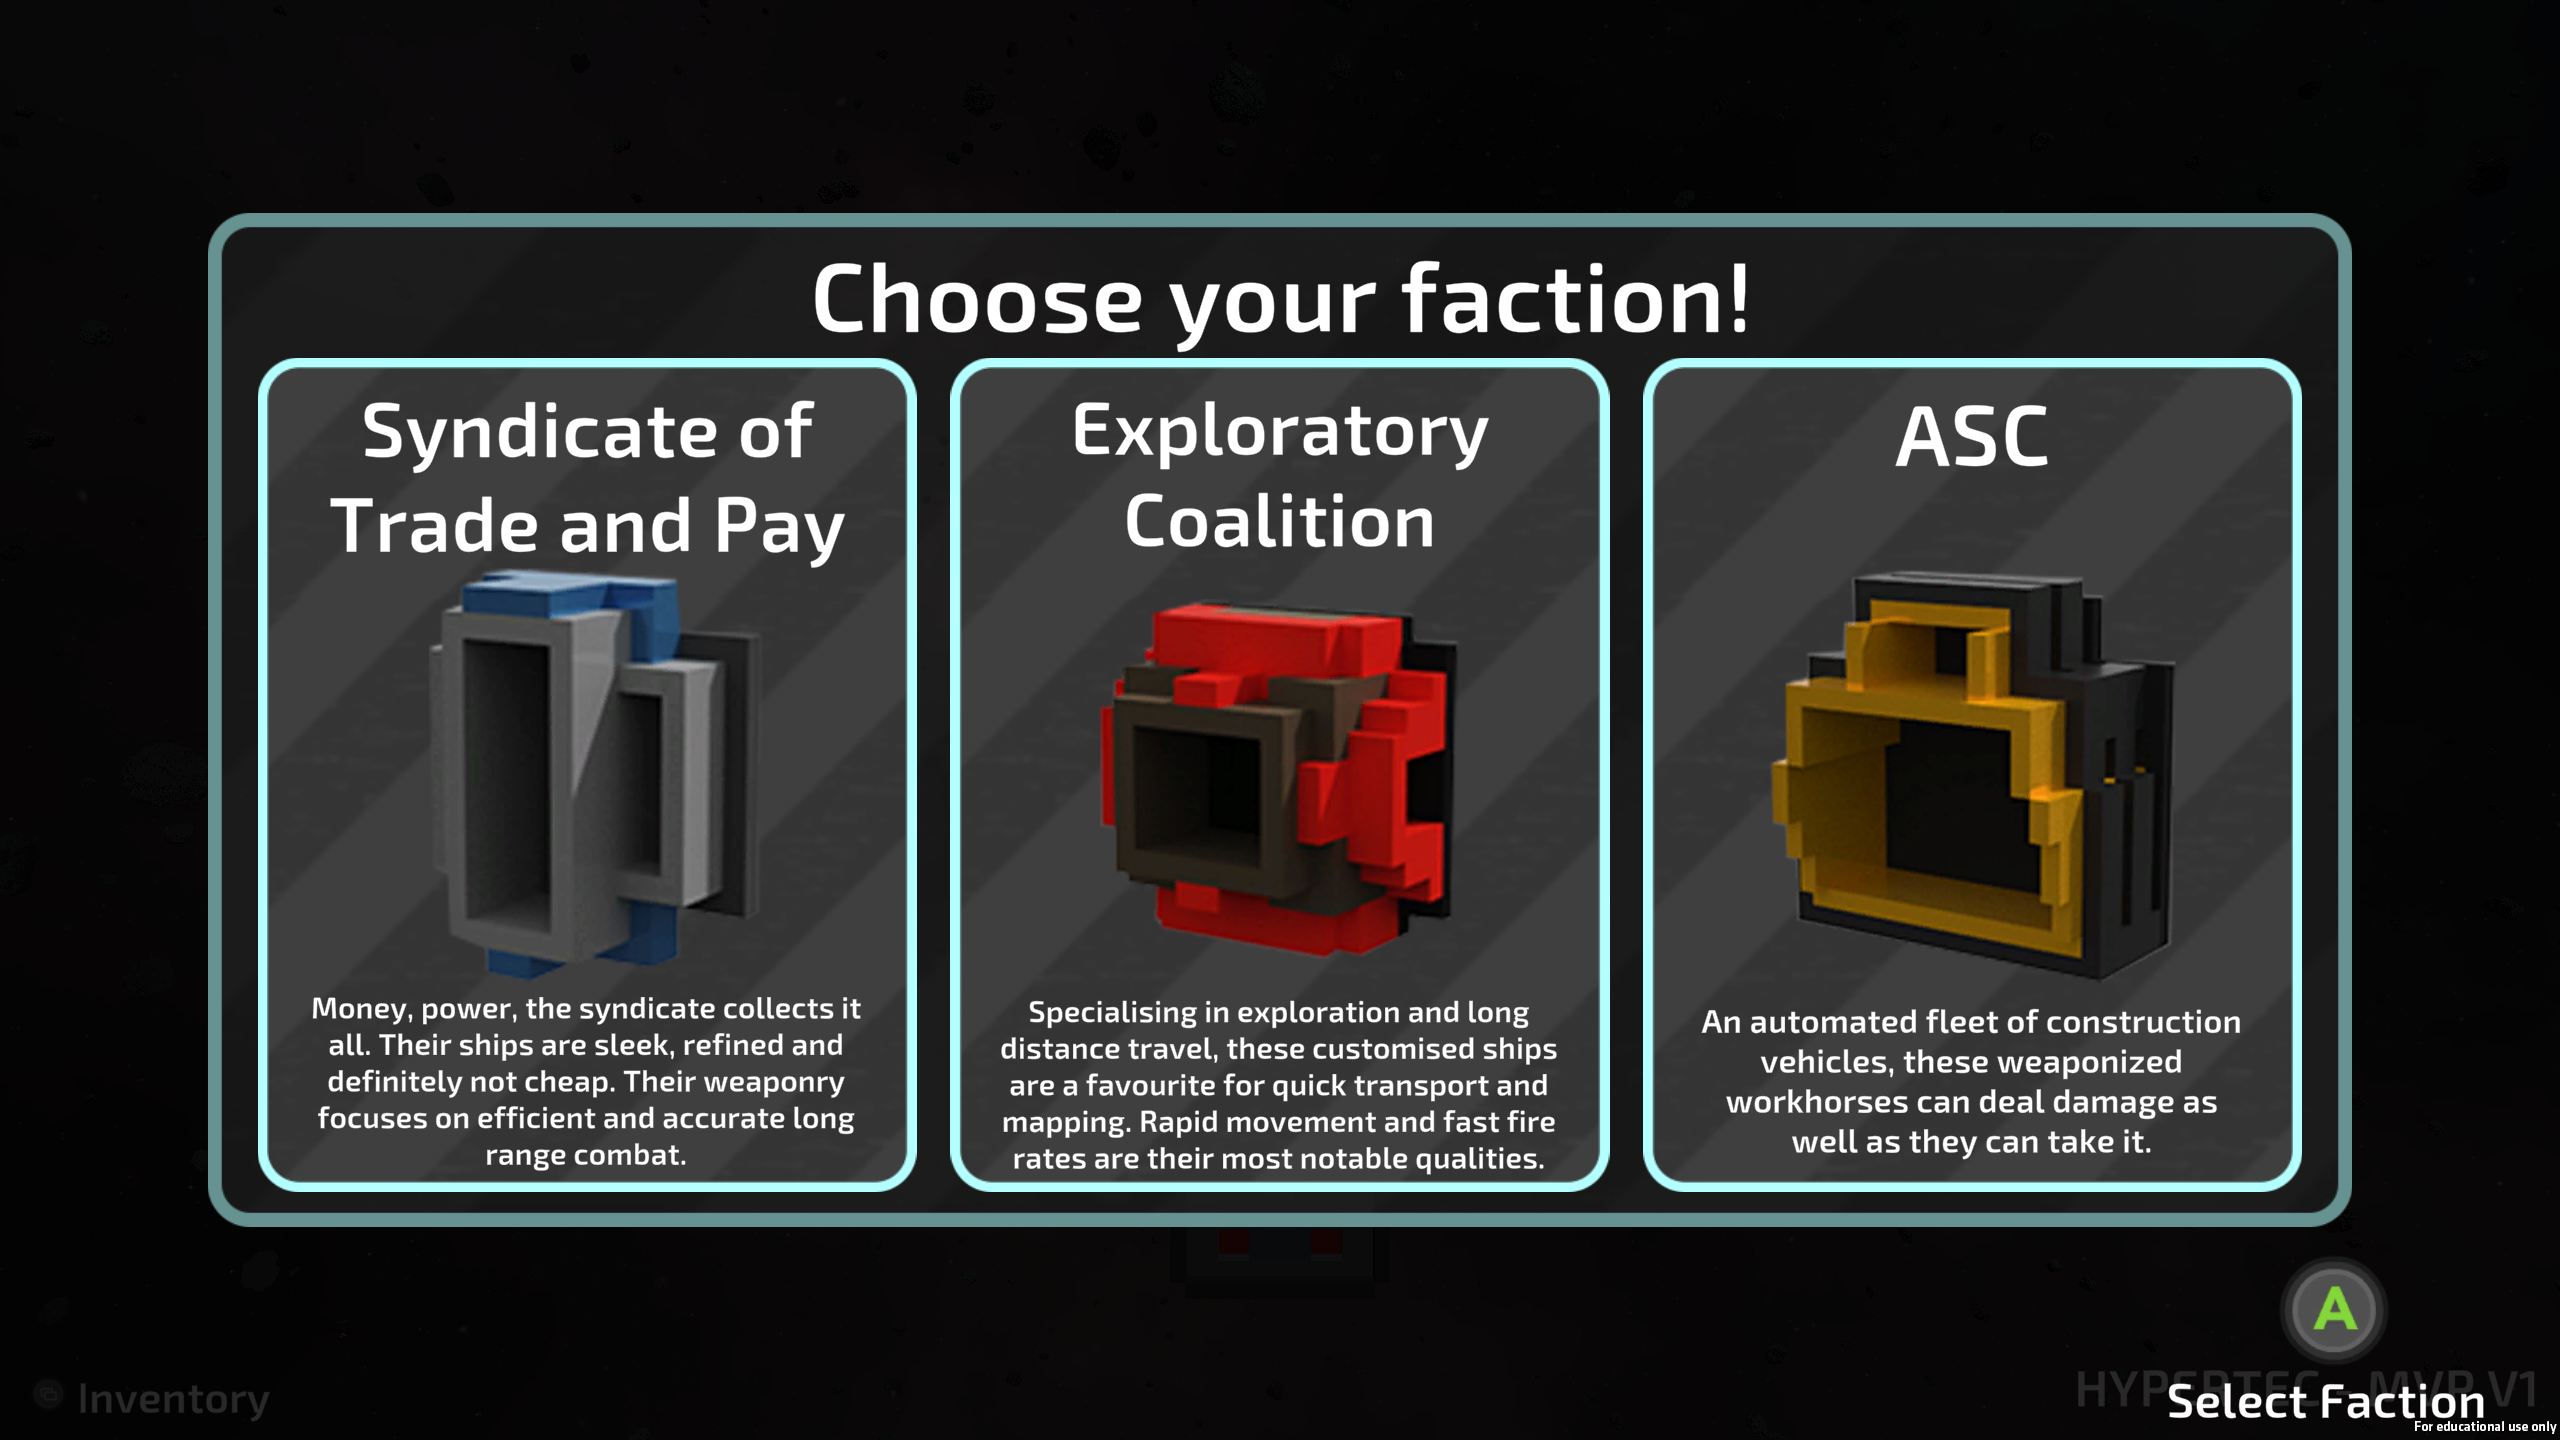 Choose your faction!
Syndicate of
Trade and Pay
Money, power, the syndicate collects it
all. Their ships are sleek, refined and
definitely not cheap. Their weaponry
focuses on efficient and accurate long
range combat.
Exploratory
Coalition
Specialising in exploration and long
distance travel, these customised ships
are a favourite for quick transport and
mapping. Rapid movement and fast fire
rates are their most notable qualities.
ASC
An automated fleet of construction
vehicles, these weaponized
workhorses can deal damage as
well as they can take it.
A
Inventory
HYPERTEC - MVP V1
Select Faction
For educational use only